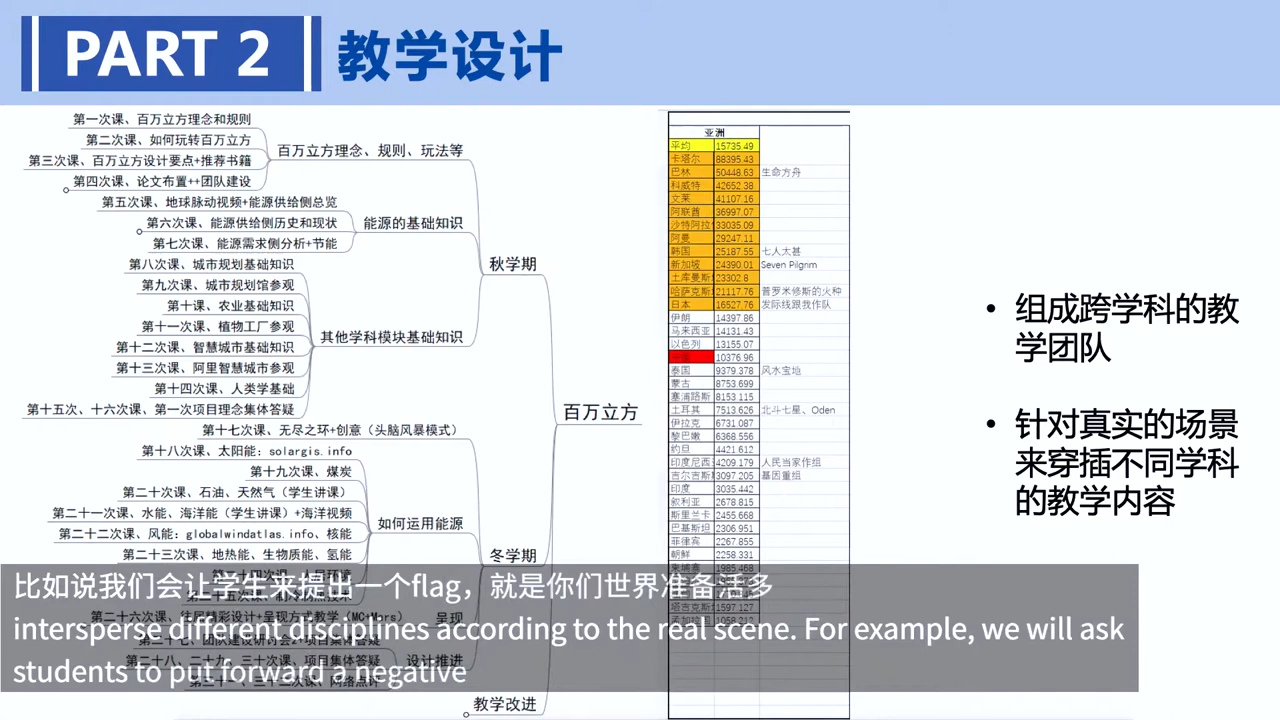 PART 2 教学设计
第一次课、百万立方理念和规则
第二次课、如何玩转百万立方
第三次课、百万立方设计要点+推荐书籍
第四次课、论文布置++团队建设
百万立方理念、规则、玩法等
第五次课、地球脉动视频+能源供给侧总览
第六次课、能源供给侧历史和现状
第七次课、能源需求侧分析+节能
能源的基础知识
第八次课、城市规划基础知识
第九次课、城市规划馆参观
第十课、农业基础知识
第十一次课、植物工厂参观
第十二次课、智慧城市基础知识
第十三次课、阿里智慧城市参观
第十四次课、人类学基础
第十五次、十六次课、第一次项目理念集体答疑
其他学科模块基础知识
秋学期
第十七次课、无尽之环+创意（头脑风暴模式）
第十八次课、太阳能：solargis.info
第十九次课、煤炭
第二十次课、石油、天然气（学生讲课）
第二十一次课、水能、海洋能（学生讲课）+海洋视频
第二十二次课、风能：globalwindatlas.info、核能
第二十三次课、地热能、生物质能、氢能
如何运用能源
冬学期
呈现
设计推进
教学改进
百万立方
亚洲
平均 15735.49
卡塔尔 88395.43
巴林 50448.63 生命方舟
科威特 42652.38
文莱 41107.16
阿联酋 36997.07
沙特阿拉 33035.09
阿曼 29247.11
韩国 25187.55 七人太甚
新加坡 24390.01 Seven Pilgrim
土库曼斯 23302.8
哈萨克斯 21117.76 普罗米修斯的火种
日本 16527.76 发际线跟我作队
伊朗 14397.86
马来西亚 14131.43
以色列 13155.07
10376.96
泰国 9379.378 风水宝地
蒙古 8753.699
塞浦路斯 8153.115
土耳其 7513.626 北斗七星、Oden
伊拉克 6731.087
黎巴嫩 6368.556
约旦 4421.612
印度尼西 4209.179 人民当家作组
吉尔吉斯 3097.205 基因重组
印度 3035.442
叙利亚 2678.815
斯里兰卡 2455.668
巴基斯坦 2306.951
菲律宾 2267.855
朝鲜 2258.331
• 组成跨学科的教
学团队
• 针对真实的场景
来穿插不同学科
的教学内容
比如说我们会让学生来提出一个flag，就是你们世界准备活多
intersperse different disciplines according to the real scene. For example, we will ask
students to put forward a negative